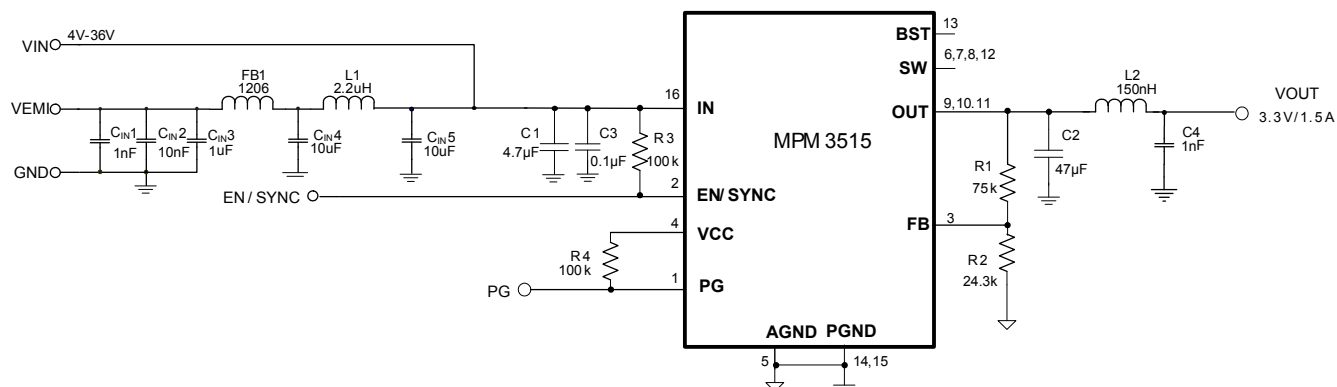 VIN
4V-36V
VEMI
GND
FB1
1206
L1
2.2uH
CIN1
1nF
CIN2
10nF
CIN3
1uF
CIN4
10uF
CIN5
10uF
C1
4.7µF
C3
0.1µF
R3
100k
EN/SYNC
R4
100k
PG
16
IN
2
EN/SYNC
4
VCC
1
PG
MPM3515
BST
13
SW
6,7,8,12
OUT
9,10.11
FB
3
AGND
PGND
5
14,15
R1
75k
R2
24.3k
C2
47µF
L2
150nH
C4
1nF
VOUT
3.3V/1.5A